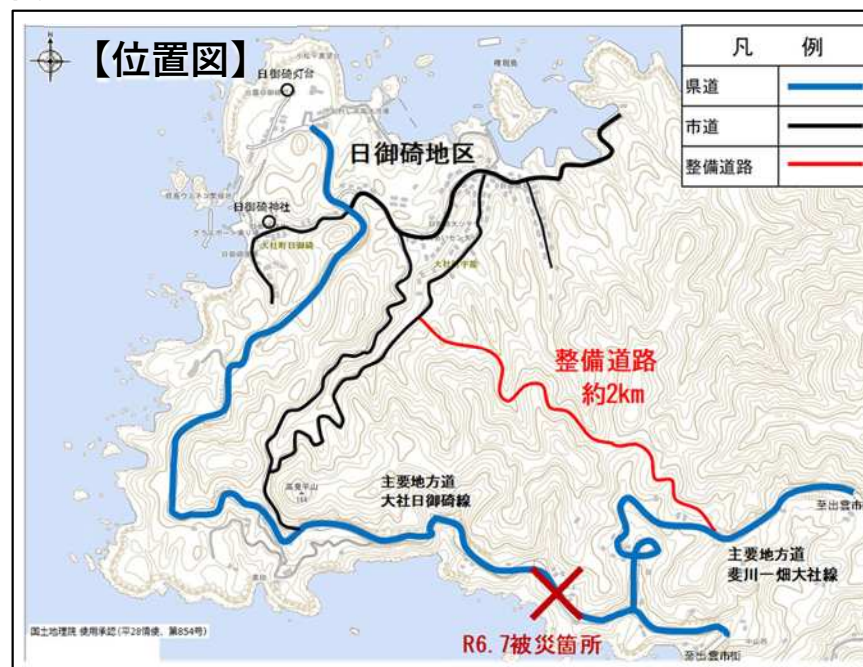 【位置図】
凡 例
県道
市道
整備道路
日御碕灯台
日御碕地区
日御碕神社
大社町日御碕
大社町宇龍
整備道路
約2km
主要地方道
大社日御碕線
至出雲市
主要地方道
斐川一畑大社線
R6.7被災箇所
至出雲市街
国土地理院 使用承認(平28情使、第854号)